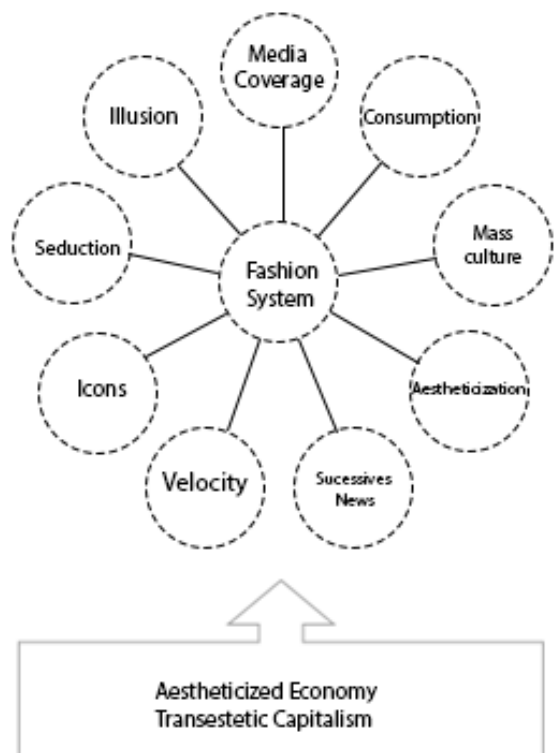 Media
Coverage
Illusion
Consumption
Seduction
Mass
culture
Fashion
System
Icons
Aestheticization
Velocity
Sucessives
News
Aestheticized Economy
Transestetic Capitalism